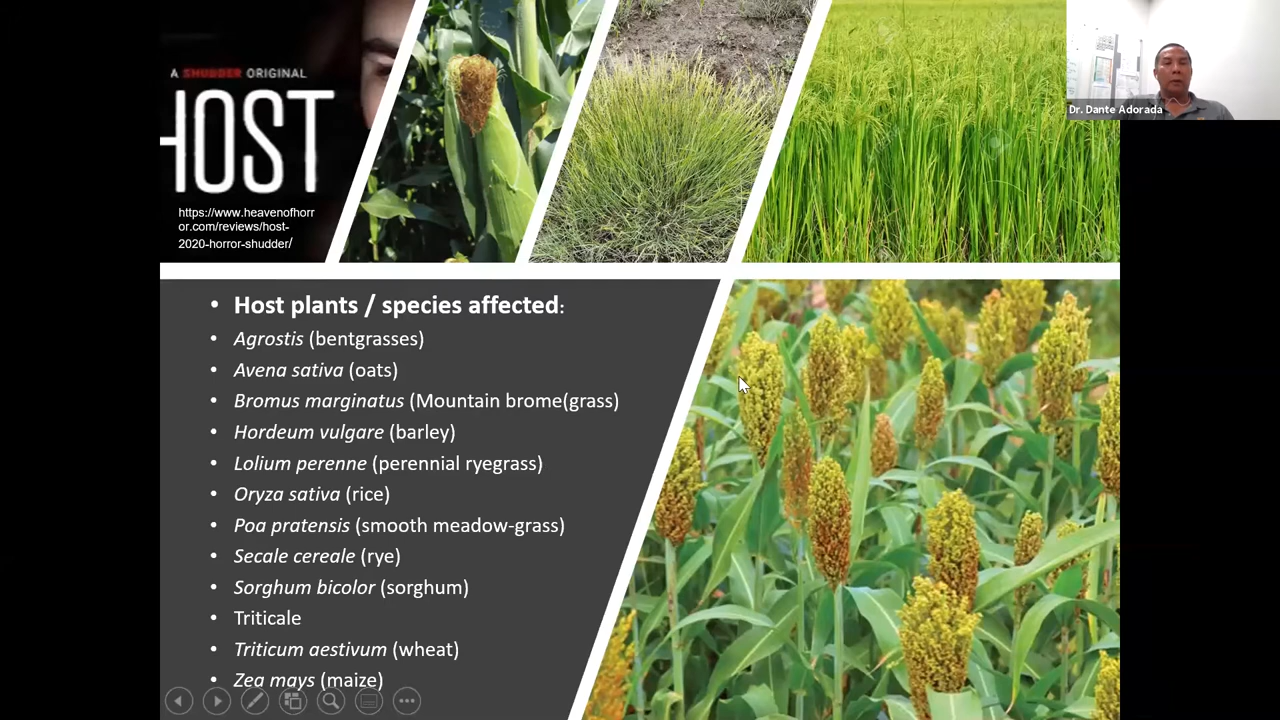 A SHUDDER ORIGINAL
HOST
https://www.heavenofhorr
or.com/reviews/host-
2020-horror-shudder/
Dr. Dante Adorada
• Host plants / species affected:
• Agrostis (bentgrasses)
• Avena sativa (oats)
• Bromus marginatus (Mountain brome(grass)
• Hordeum vulgare (barley)
• Lolium perenne (perennial ryegrass)
• Oryza sativa (rice)
• Poa pratensis (smooth meadow-grass)
• Secale cereale (rye)
• Sorghum bicolor (sorghum)
• Triticale
• Triticum aestivum (wheat)
• Zea mays (maize)